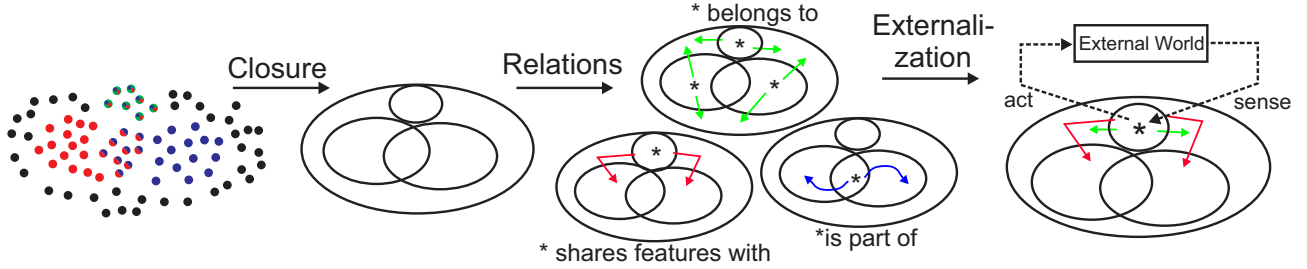 Closure
Relations
* belongs to
*
*
*
*
* shares features with
*
*is part of
Externali-
zation
External World
act
sense
*